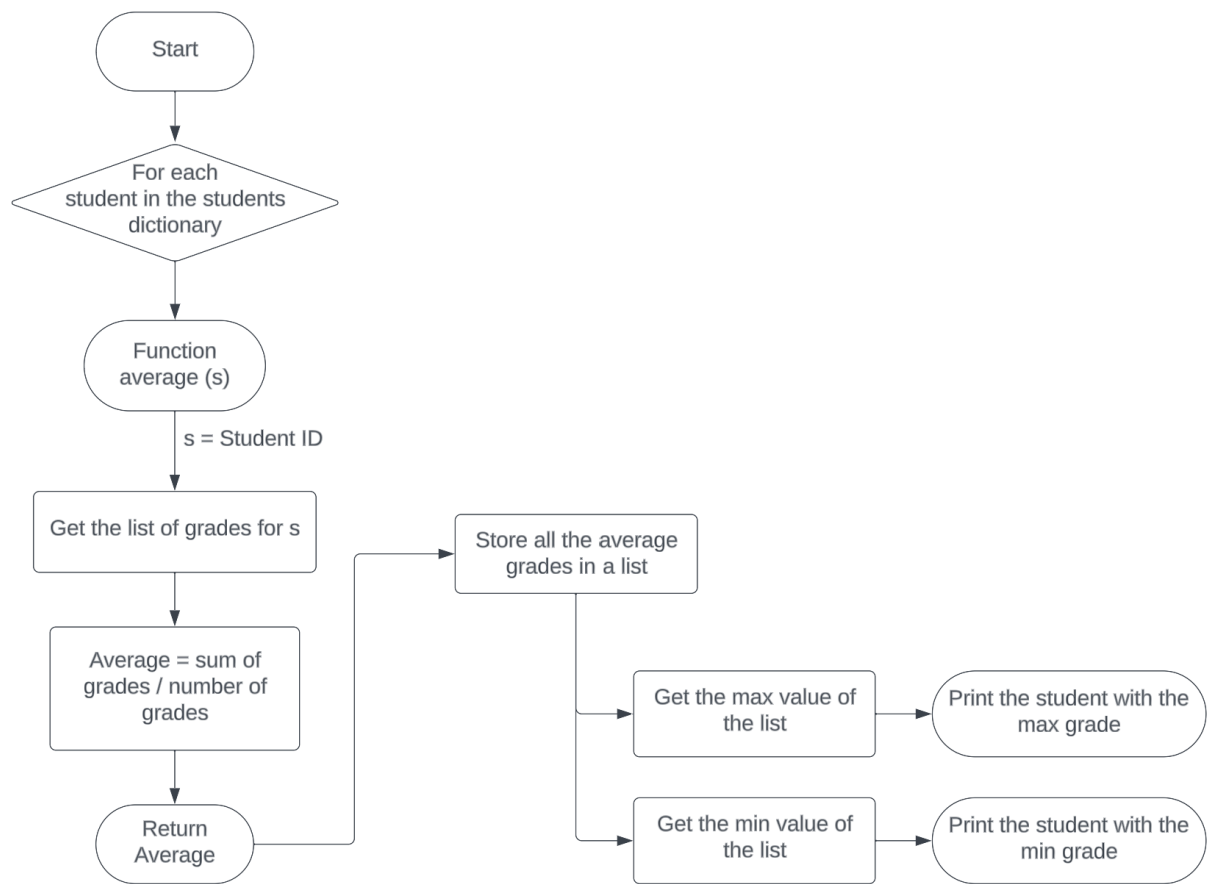 Start
For each
student in the students
dictionary
Function
average (s)
s = Student ID
Get the list of grades for s
Average = sum of
grades / number of
grades
Return
Average
Store all the average
grades in a list
Get the max value of
the list
Print the student with the
max grade
Get the min value of
the list
Print the student with the
min grade